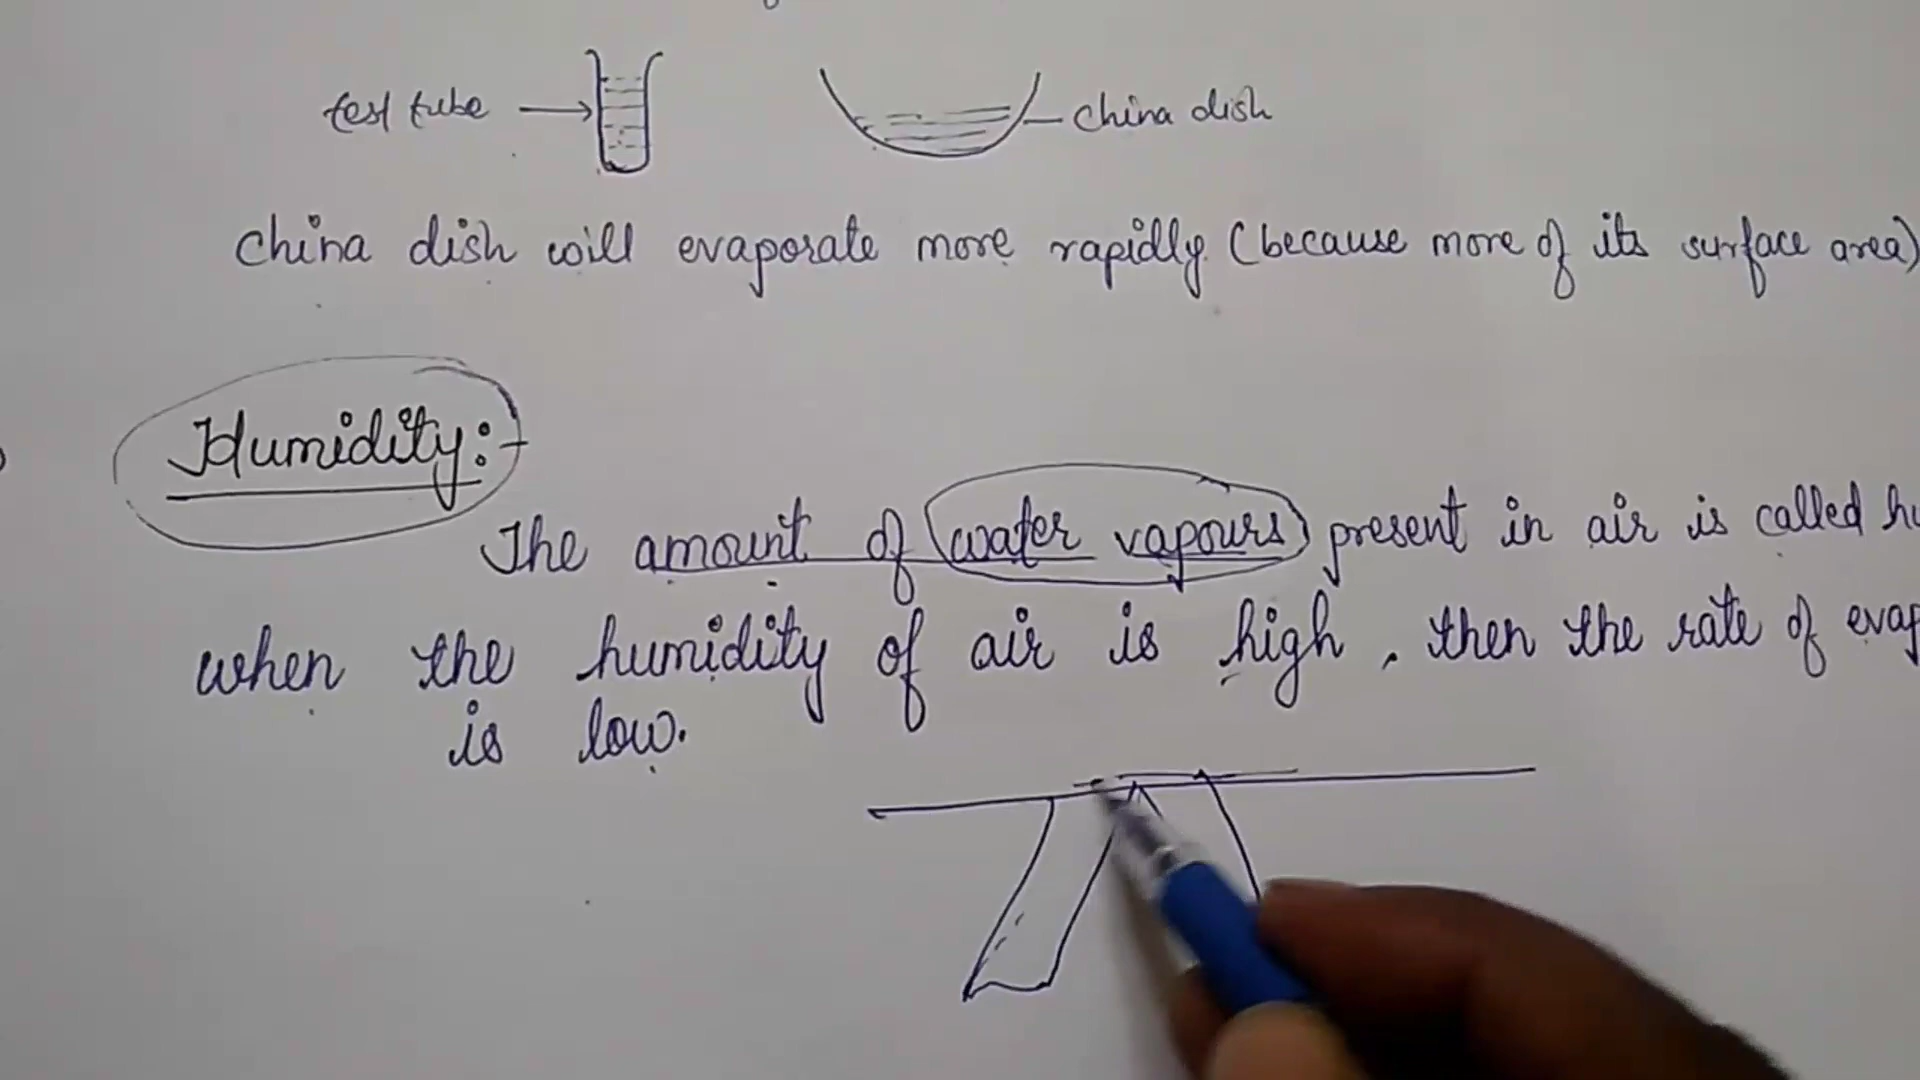 test tube
china dish
china dish will evaporate more rapidly (because more of its surface area)
Humidity:-
The amount of water vapours present in air is called
when the humidity of air is high, then the rate of
is low.